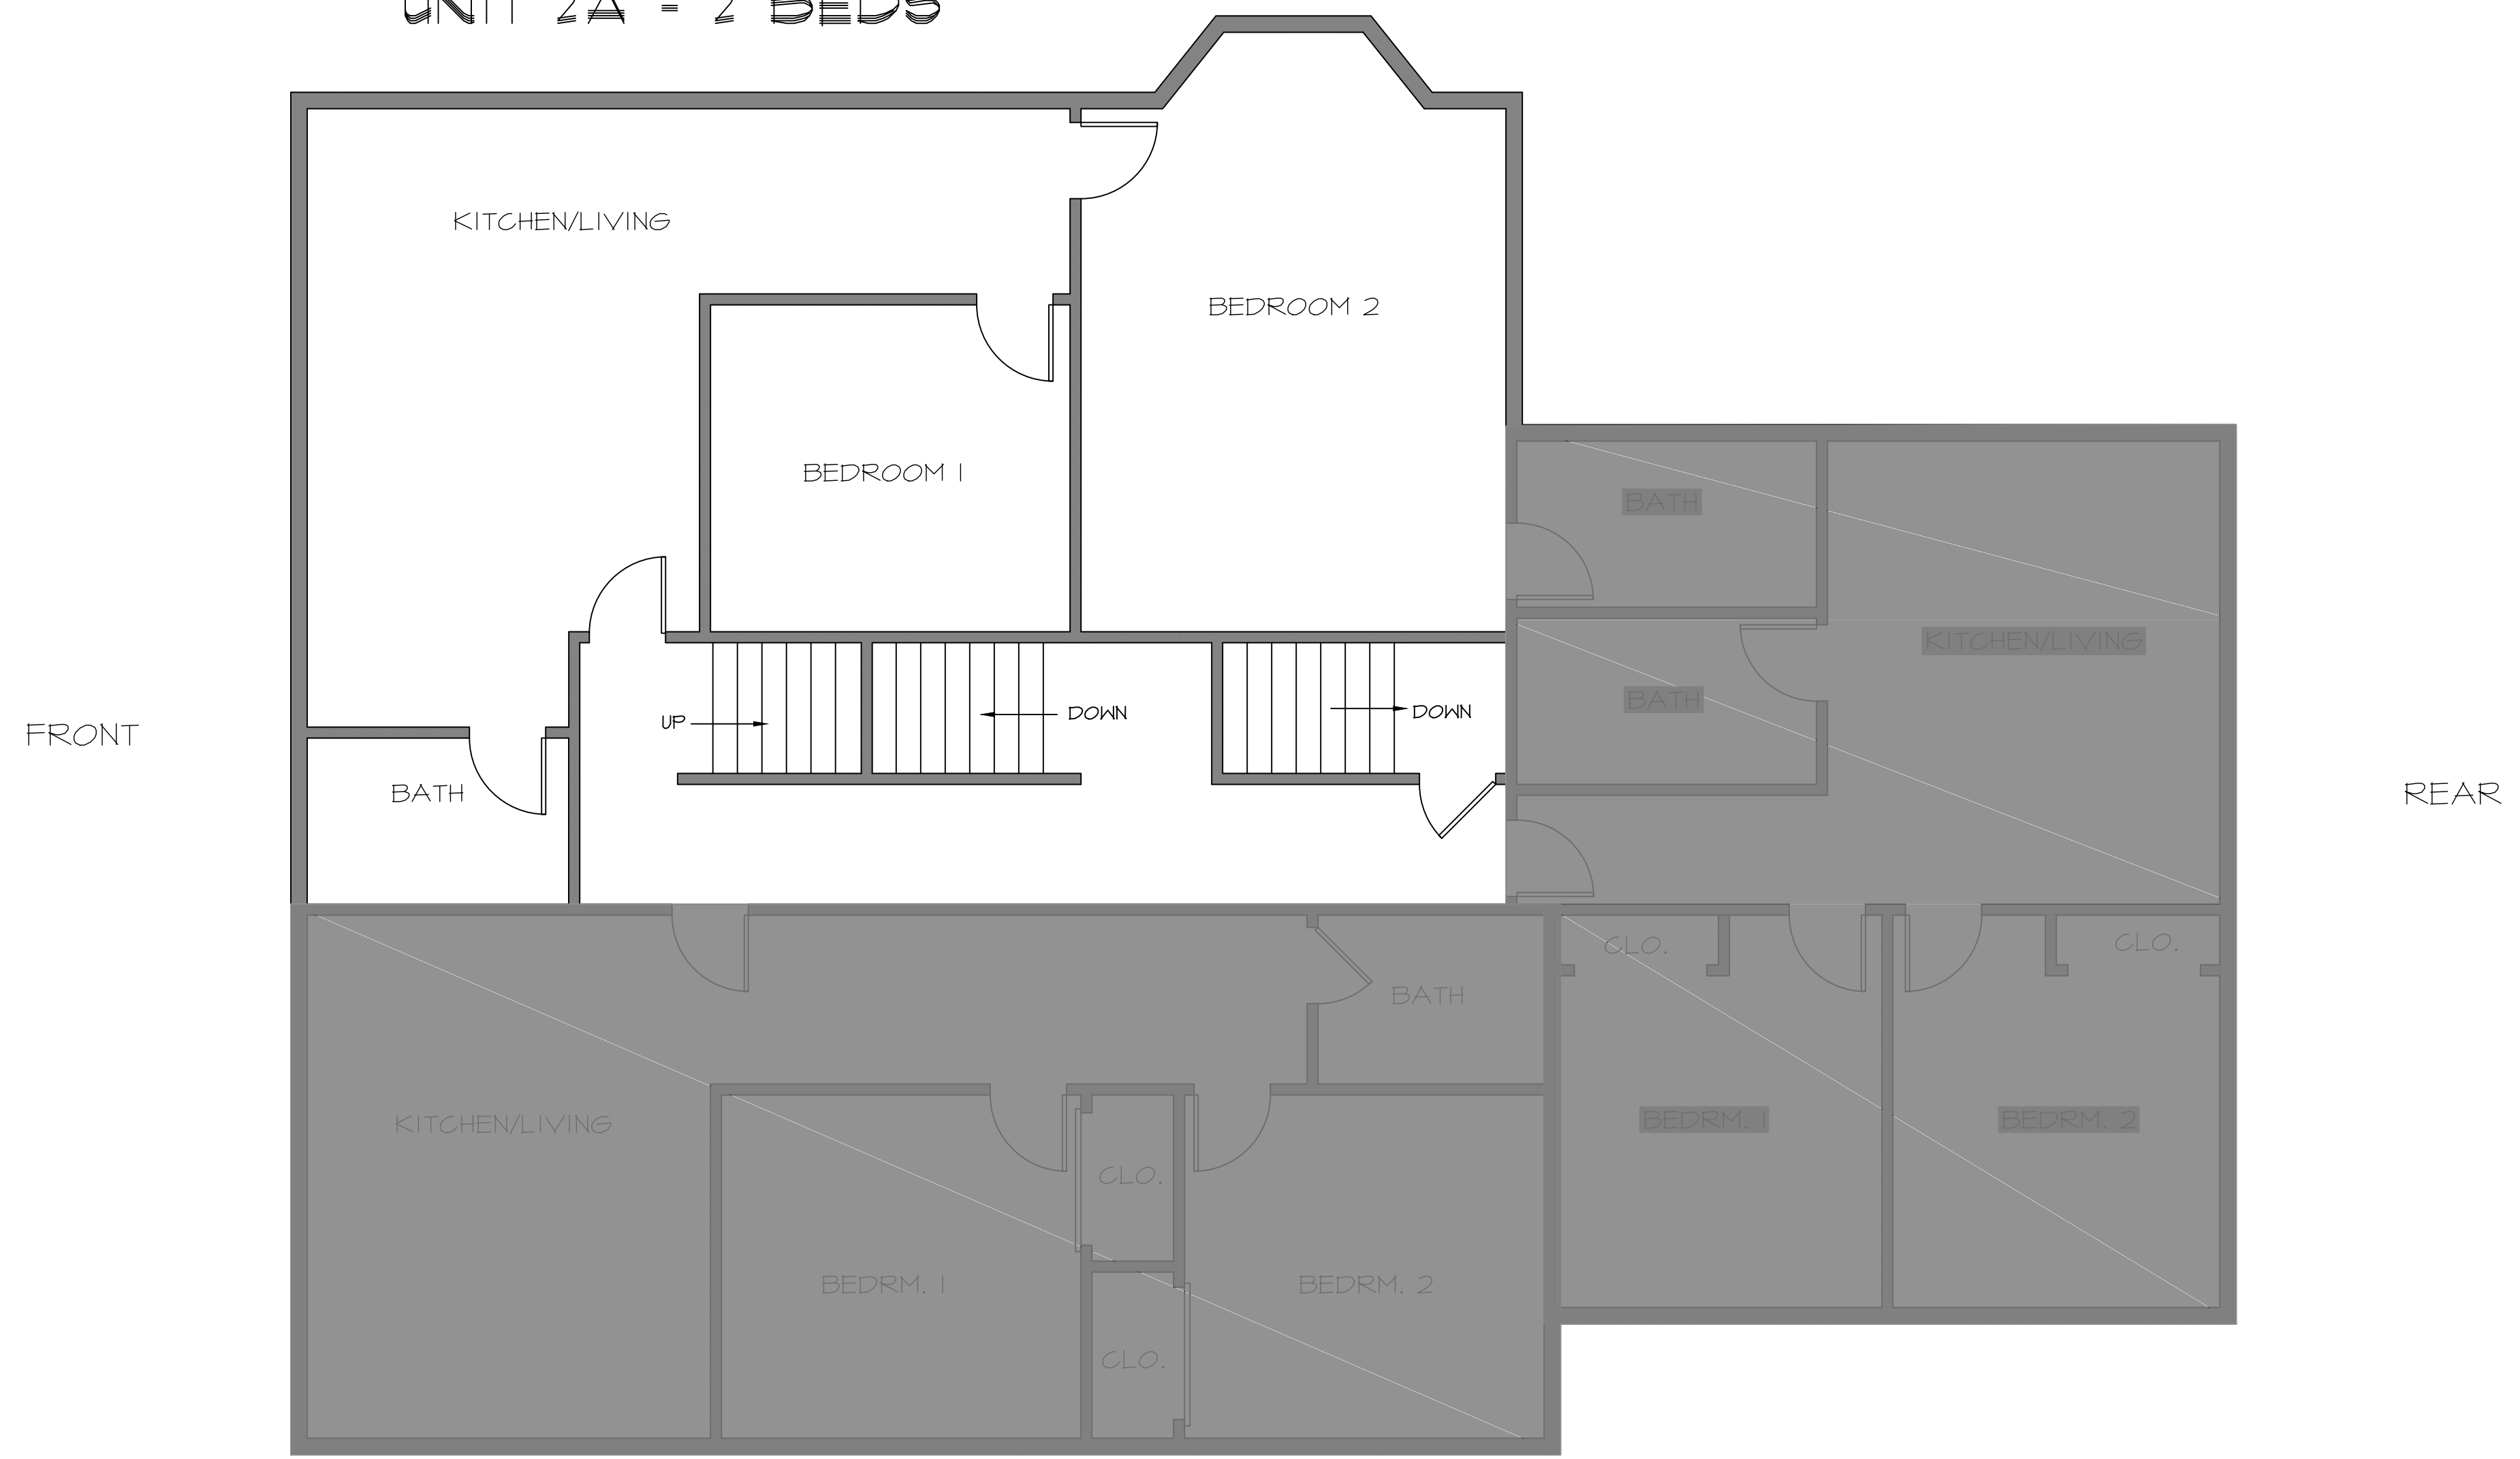 UNIT 2A - 2 BEDS
KITCHEN/LIVING
BEDROOM 2
BEDROOM 1
BATH
KITCHEN/LIVING
BATH
UP
DOWN
DOWN
FRONT
BATH
REAR
CLO.
CLO.
BATH
KITCHEN/LIVING
BEDRM. 1
BEDRM. 2
CLO.
BEDRM. 1
BEDRM. 2
CLO.